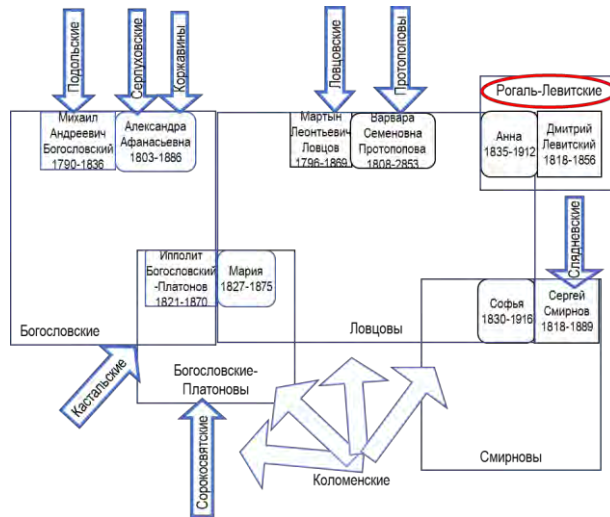 Подольские
Серпуховские
Коржавины
Ловцовские
Протопоповы
Рогаль-Левитские
Михаил
Андреевич
Богословский
1790-1836
Александра
Афанасьевна
1803-1886
Мартын
Леонтьевич
Ловцов
1796-1869
Варвара
Семеновна
Протопопова
1808-2853
Анна
1835-1912
Дмитрий
Левитский
1818-1856
Слядневские
Ипполит
Богословский
-Платонов
1821-1870
Мария
1827-1875
Софья
1830-1916
Сергей
Смирнов
1818-1889
Богословские
Ловцовы
Кастальские
Богословские-
Платоновы
Сорокосвятские
Коломенские
Смирновы